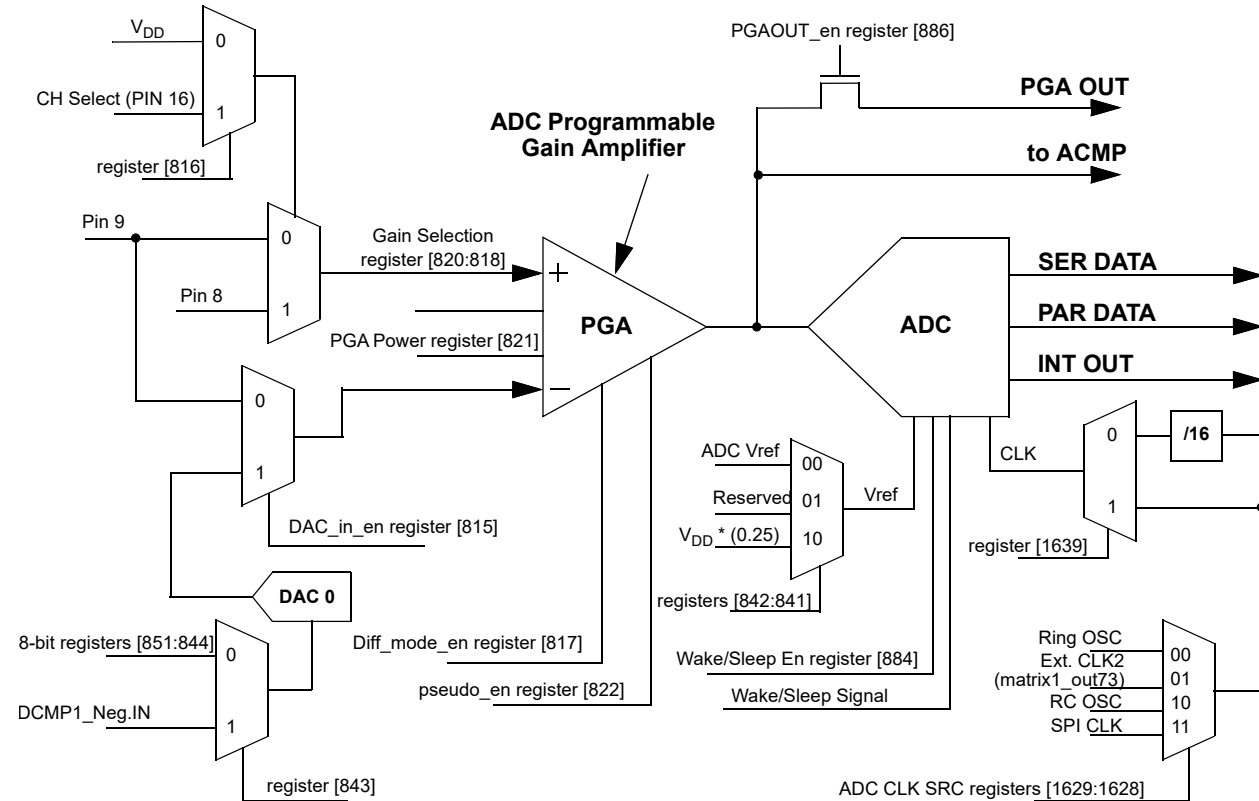 V_DD
0
CH Select (PIN 16)
1
register [816]
PGAOUT_en register [886]
PGA OUT
ADC Programmable
Gain Amplifier
to ACMP
Pin 9
0
Gain Selection
register [820:818]
Pin 8
1
+
PGA
PGA Power register [821]
−
ADC
SER DATA
PAR DATA
INT OUT
0
1
DAC_in_en register [815]
DAC 0
8-bit registers [851:844]
0
DCMP1_Neg.IN
1
register [843]
Diff_mode_en register [817]
pseudo_en register [822]
ADC Vref
00
Reserved
01
V_DD * (0.25)
10
Vref
registers [842:841]
Wake/Sleep En register [884]
Wake/Sleep Signal
CLK
0
/16
1
register [1639]
Ring OSC
00
Ext. CLK2
(matrix1_out73)
01
RC OSC
10
SPI CLK
11
ADC CLK SRC registers [1629:1628]